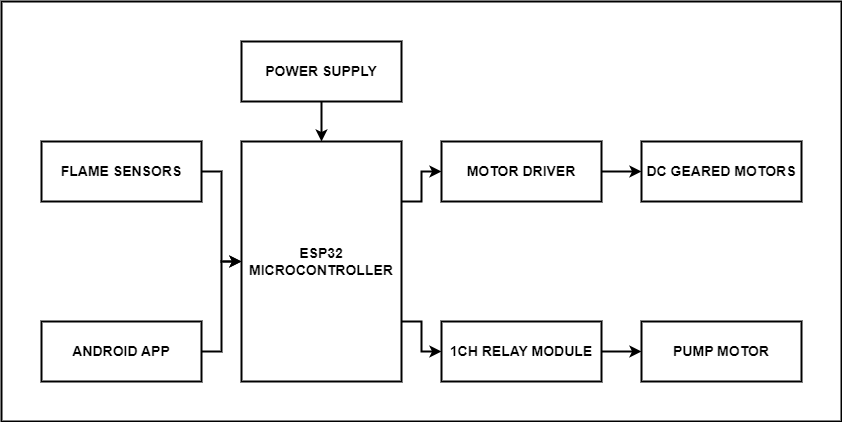 POWER SUPPLY
FLAME SENSORS
MOTOR DRIVER
DC GEARED MOTORS
ESP32
MICROCONTROLLER
ANDROID APP
1CH RELAY MODULE
PUMP MOTOR